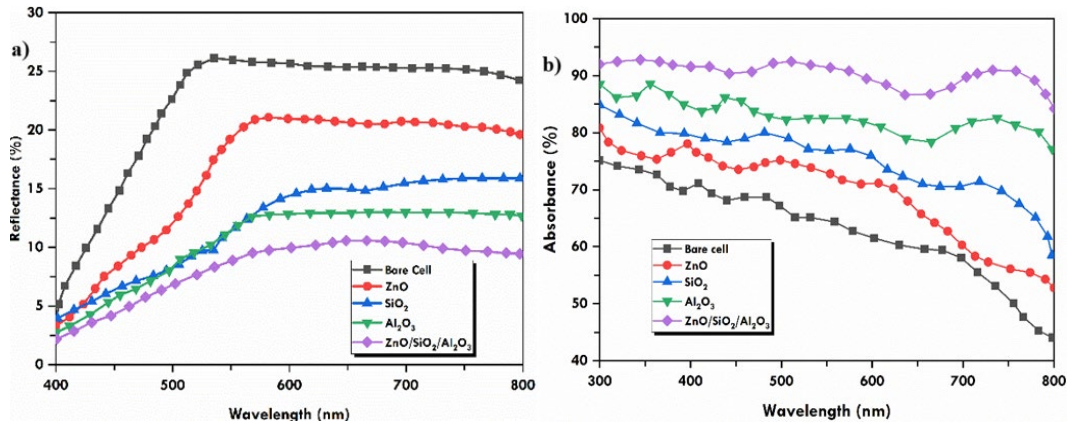 a)
Reflectance (%)
30
25
20
15
10
5
0
400
500
600
700
800
Wavelength (nm)
Bare Cell
ZnO
SiO₂
Al₂O₃
ZnO/SiO₂/Al₂O₃
b)
Absorbance (%)
100
90
80
70
60
50
40
300
400
500
600
700
800
Wavelength (nm)
Bare cell
ZnO
SiO₂
Al₂O₃
ZnO/SiO₂/Al₂O₃